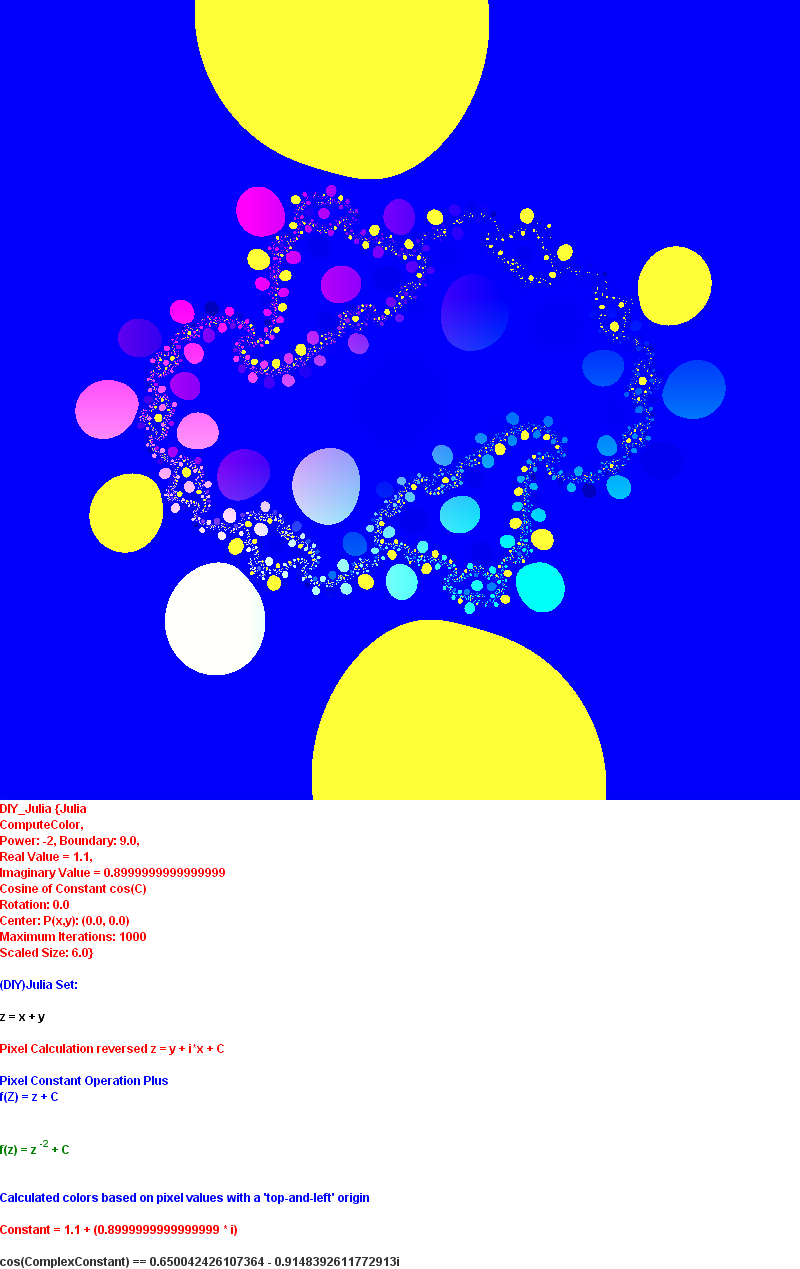 DIY_Julia {Julia
ComputeColor,
Power: -2, Boundary: 9.0,
Real Value = 1.1,
Imaginary Value = 0.8999999999999999
Cosine of Constant cos(C)
Rotation: 0.0
Center: P(x,y): (0.0, 0.0)
Maximum Iterations: 1000
Scaled Size: 6.0}
(DIY)Julia Set:
z = x + y
Pixel Calculation reversed z = y + i*x + C
Pixel Constant Operation Plus
f(Z) = z + C
f(z) = z -2 + C
Calculated colors based on pixel values with a 'top-and-left' origin
Constant = 1.1 + (0.8999999999999999 * i)
cos(ComplexConstant) == 0.650042426107364 - 0.9148392611772913i